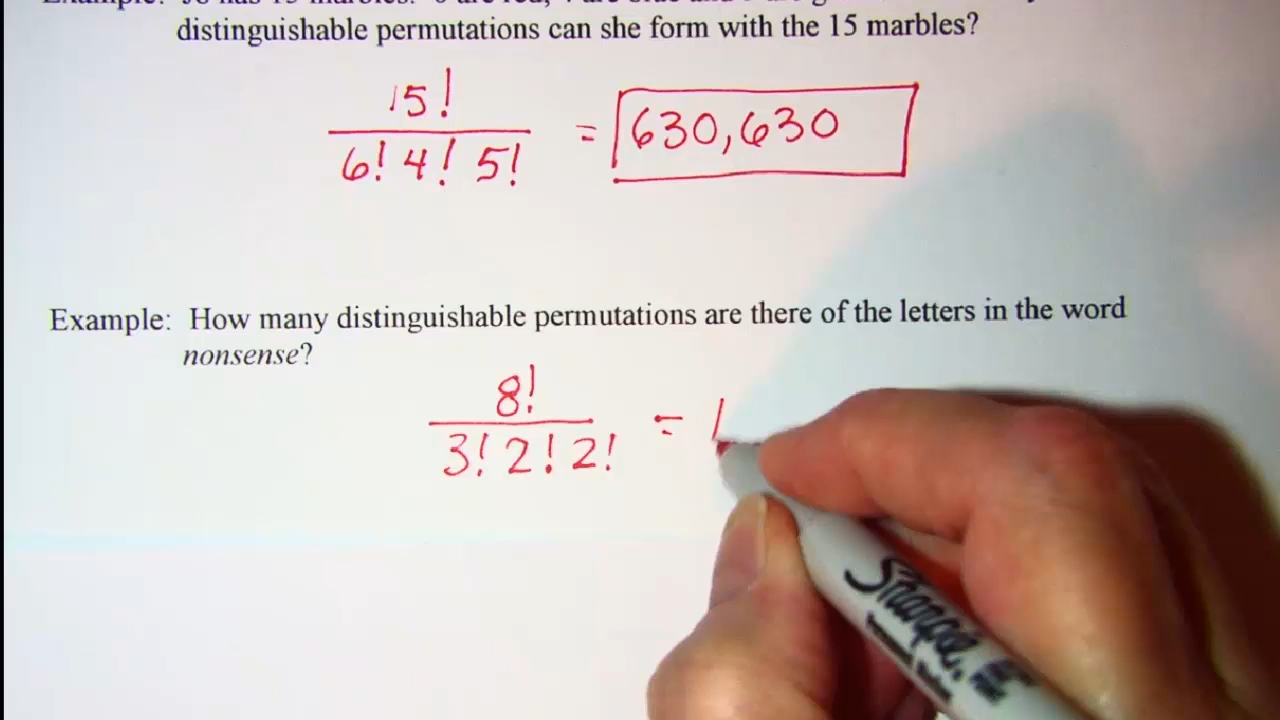 distinguishable permutations can she form with the 15 marbles?
15!
6! 4! 5!
= 630,630
Example: How many distinguishable permutations are there of the letters in the word
nonsense?
8!
3! 2! 2!
=
Sharpie